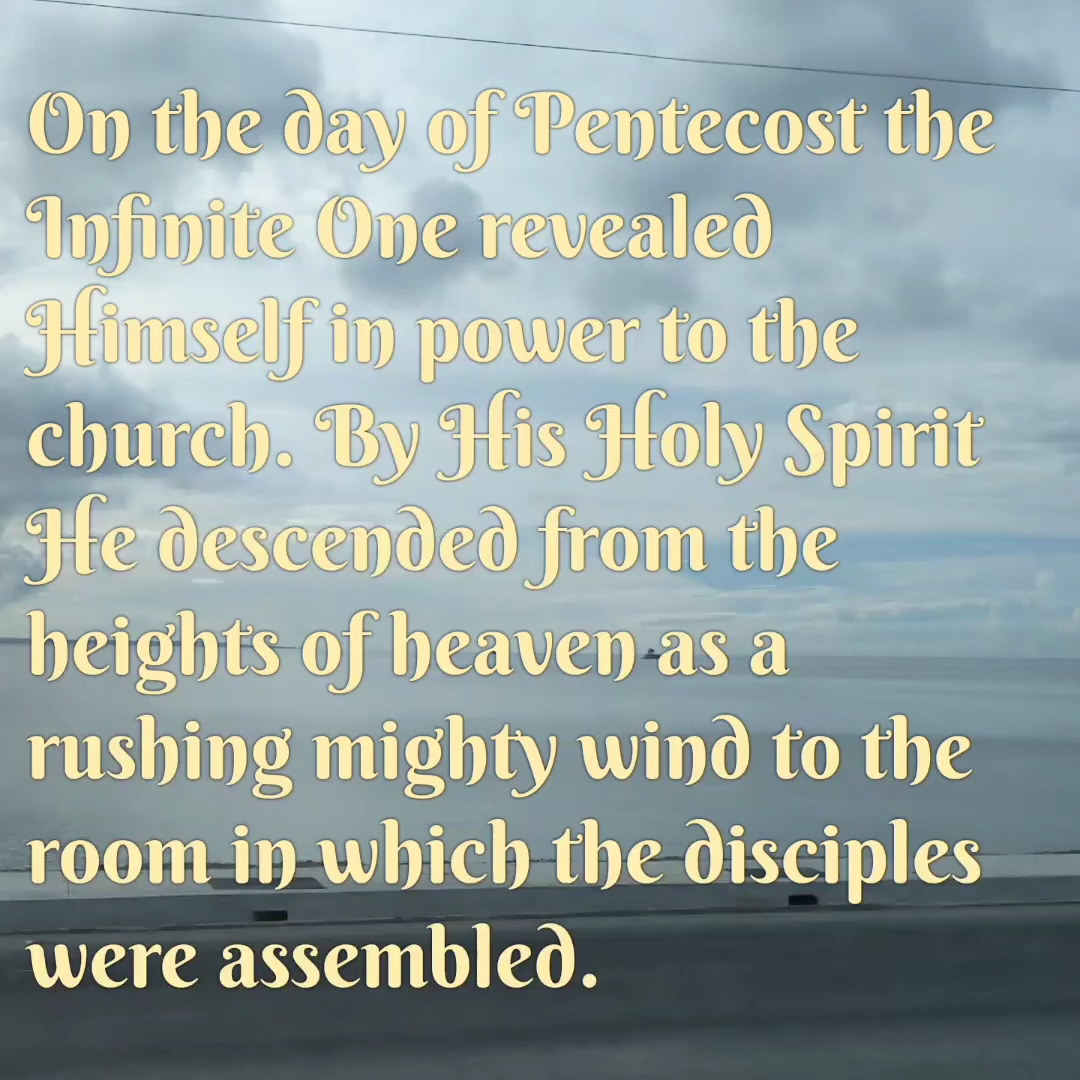 On the day of Pentecost the
Infinite One revealed
Himself in power to the
church. By His Holy Spirit
He descended from the
heights of heaven as a
rushing mighty wind to the
room in which the disciples
were assembled.